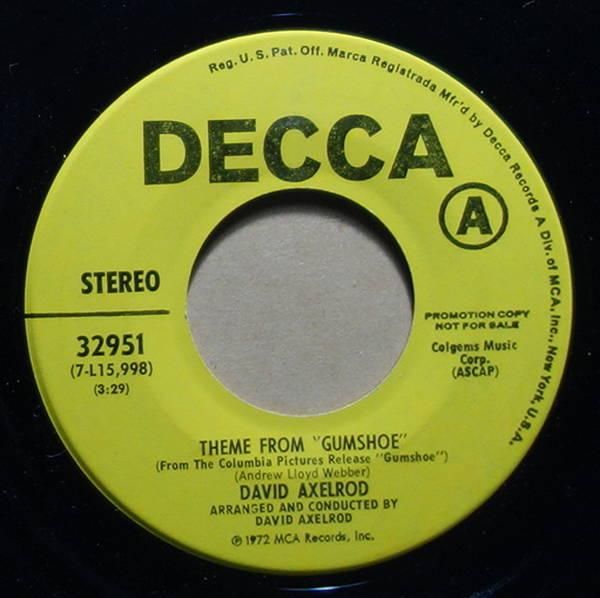 Reg. U.S. Pat. Off. Marca Registrada Mfr'd by Decca Records A Div. of MCA, Inc., New York, U.S.A.
DECCA
A
STEREO
32951
(7-L15,998)
(3:29)
PROMOTION COPY
NOT FOR SALE
Colgems Music
Corp.
(ASCAP)
THEME FROM "GUMSHOE"
(From The Columbia Pictures Release "Gumshoe")
(Andrew Lloyd Webber)
DAVID AXELROD
ARRANGED AND CONDUCTED BY
DAVID AXELROD
℗ 1972 MCA Records, Inc.